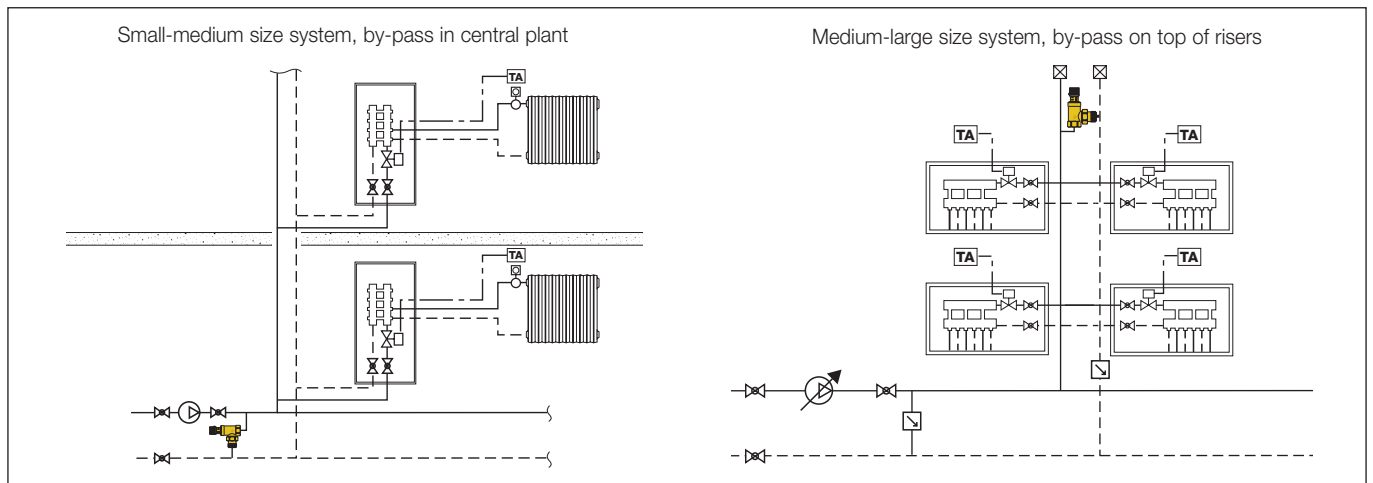 Small-medium size system, by-pass in central plant
TA
TA
Medium-large size system, by-pass on top of risers
TA
TA
TA
TA